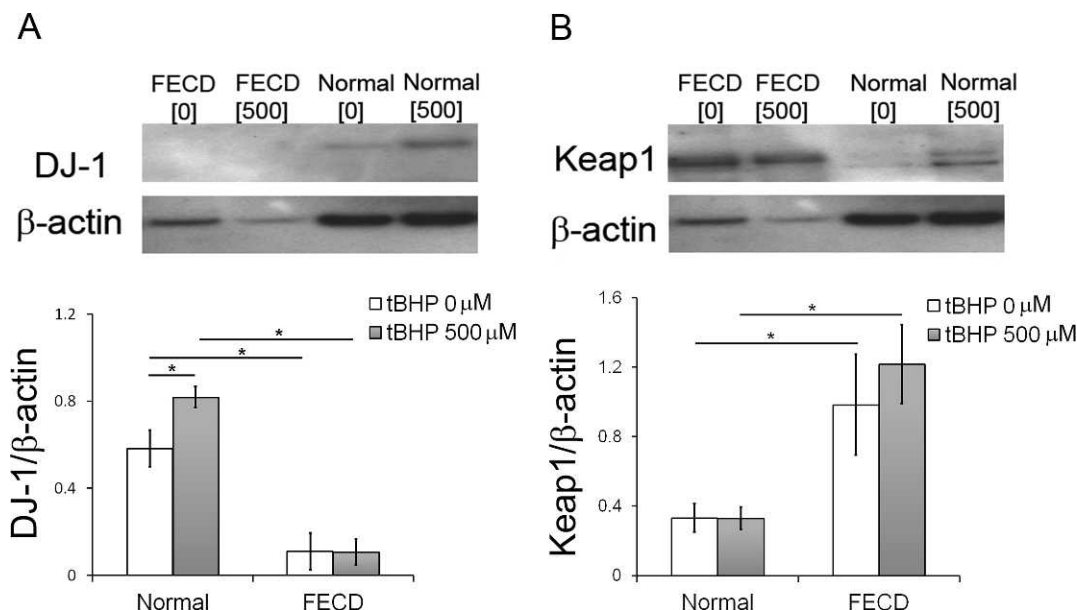 A
FECD FECD Normal Normal
[0] [500] [0] [500]
DJ-1
β-actin
tBHP 0 μM
tBHP 500 μM
1.2
0.8
0.4
0
DJ-1/β-actin
* * *
Normal FECD
B
FECD FECD Normal Normal
[0] [500] [0] [500]
Keap1
β-actin
tBHP 0 μM
tBHP 500 μM
1.6
1.2
0.8
0.4
0
Keap1/β-actin
* *
Normal FECD